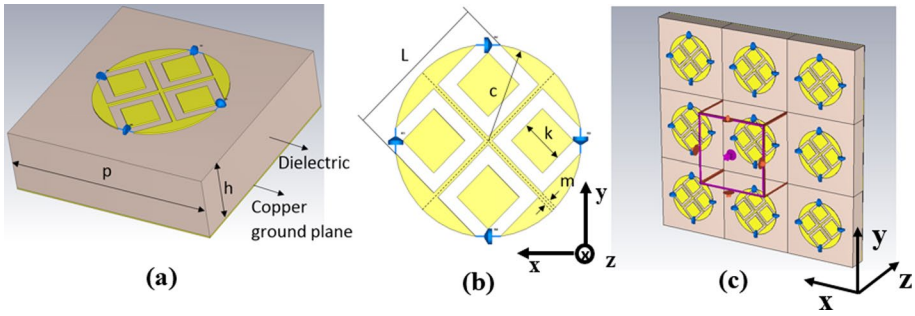 p
h
Dielectric
Copper
ground plane
(a)
L
c
k
m
y
x
x
z
(b)
y
x
z
(c)